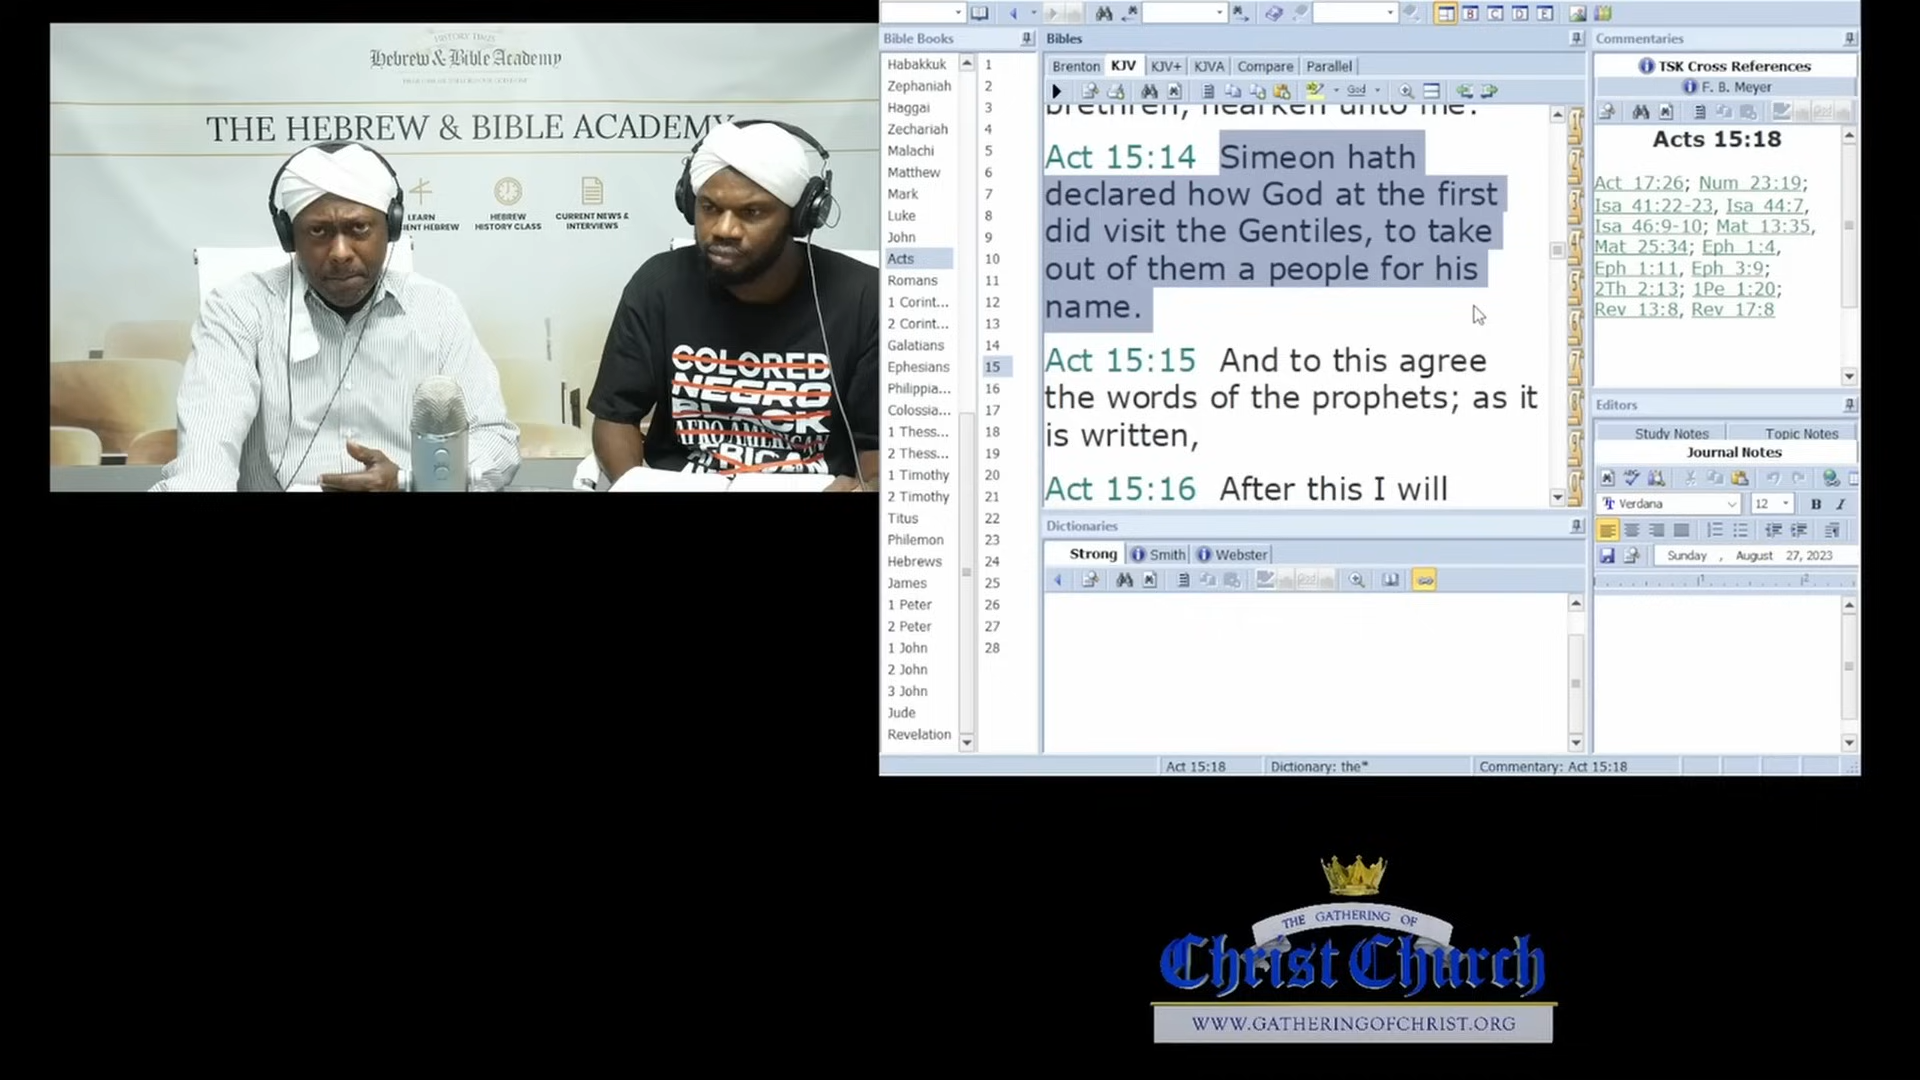 HISTORY TIMES
Hebrew & Bible Academy
THE HEBREW & BIBLE ACADEMY
LEARN
HEBREW
HISTORY CLASS
CURRENT NEWS &
INTERVIEWS
COLORED
NEGRO
BLACK
AFRO AMERICAN
Bible Books
Habakkuk
Zephaniah
Haggai
Zechariah
Malachi
Matthew
Mark
Luke
John
Acts
Romans
1 Corint...
2 Corint...
Galatians
Ephesians
Philippia...
Colossia...
1 Thess...
2 Thess...
1 Timothy
2 Timothy
Titus
Philemon
Hebrews
James
1 Peter
2 Peter
1 John
2 John
3 John
Jude
Revelation
1
2
3
4
5
6
7
8
9
10
11
12
13
14
15
16
17
18
19
20
21
22
23
24
25
26
27
28
Bibles
Brenton KJV KJV+ KJVA Compare Parallel
brethren, hearken unto me:
Act 15:14 Simeon hath
declared how God at the first
did visit the Gentiles, to take
out of them a people for his
name.
Act 15:15 And to this agree
the words of the prophets; as it
is written,
Act 15:16 After this I will
Dictionaries
Strong Smith Webster
Commentaries
TSK Cross References
F. B. Meyer
Acts 15:18
Act 17:26; Num 23:19;
Isa 41:22-23, Isa 44:7,
Isa 46:9-10; Mat 13:35,
Mat 25:34; Eph 1:4,
Eph 1:11, Eph 3:9;
2Th 2:13; 1Pe 1:20;
Rev 13:8, Rev 17:8
Editors
Study Notes Topic Notes
Journal Notes
Verdana 12 B I
Sunday , August 27, 2023
Act 15:18 Dictionary: the* Commentary: Act 15:18
THE GATHERING OF
Christ Church
WWW.GATHERINGOFCHRIST.ORG